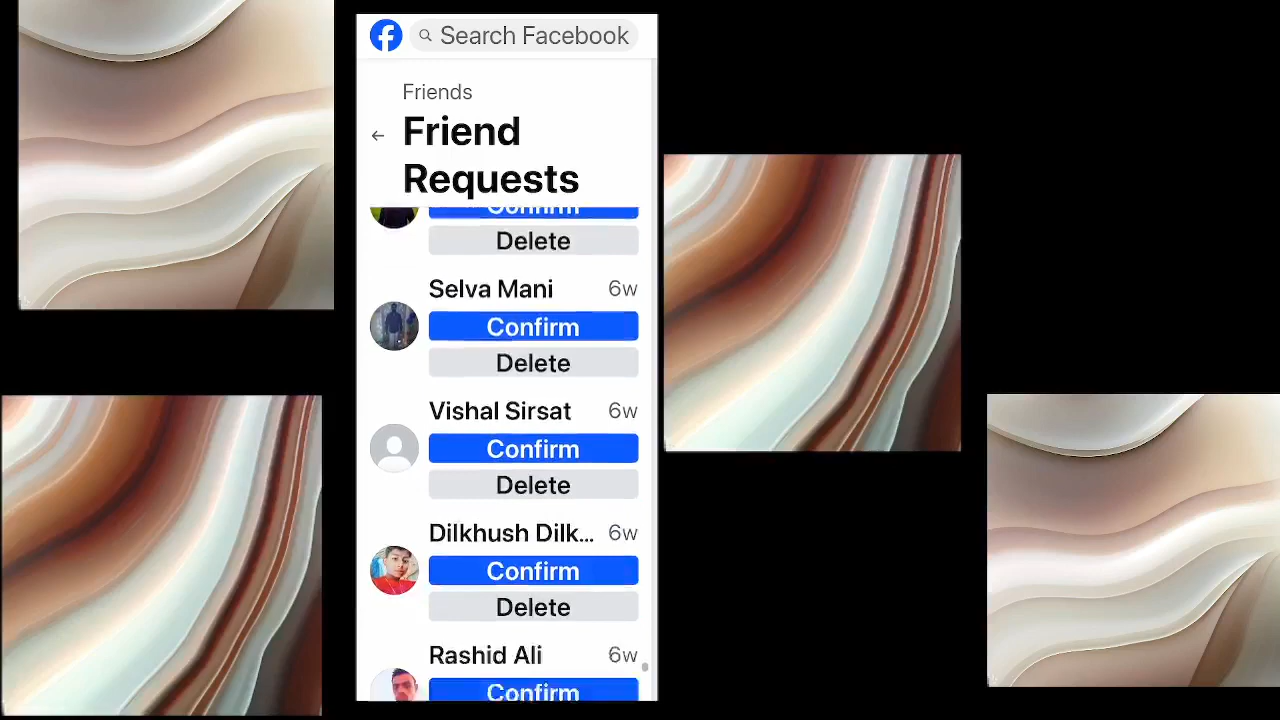 Search Facebook
Friends
Friend
Requests
Confirm
Delete
Selva Mani 6w
Confirm
Delete
Vishal Sirsat 6w
Confirm
Delete
Dilkhush Dilk... 6w
Confirm
Delete
Rashid Ali 6w
Confirm